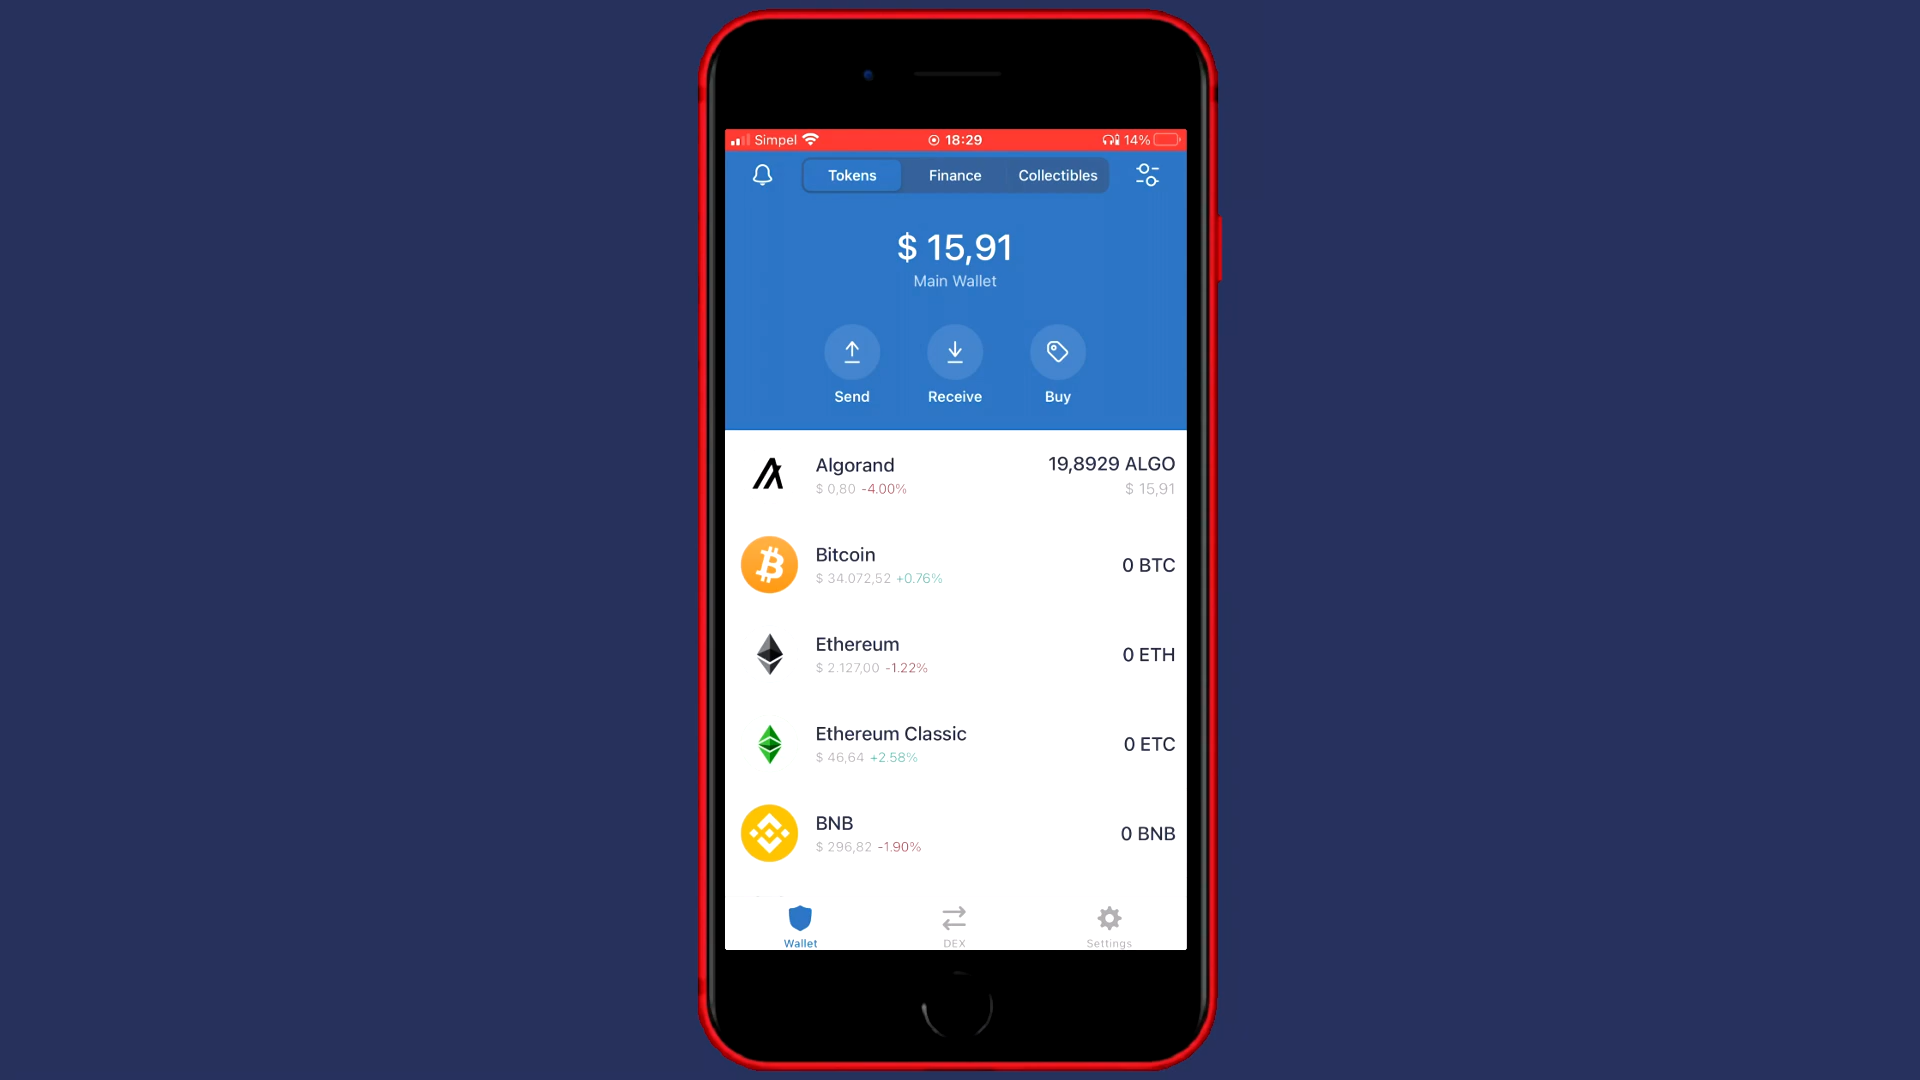 Simpel 18:29 14%
Tokens Finance Collectibles
$ 15,91
Main Wallet
Send Receive Buy
Algorand 19,8929 ALGO
$ 0,80 -4.00% $ 15,91
Bitcoin 0 BTC
$ 34.072,52 +0.76%
Ethereum 0 ETH
$ 2.127,00 -1.22%
Ethereum Classic 0 ETC
$ 46,64 +2.58%
BNB 0 BNB
$ 296,82 -1.90%
Wallet DEX Settings